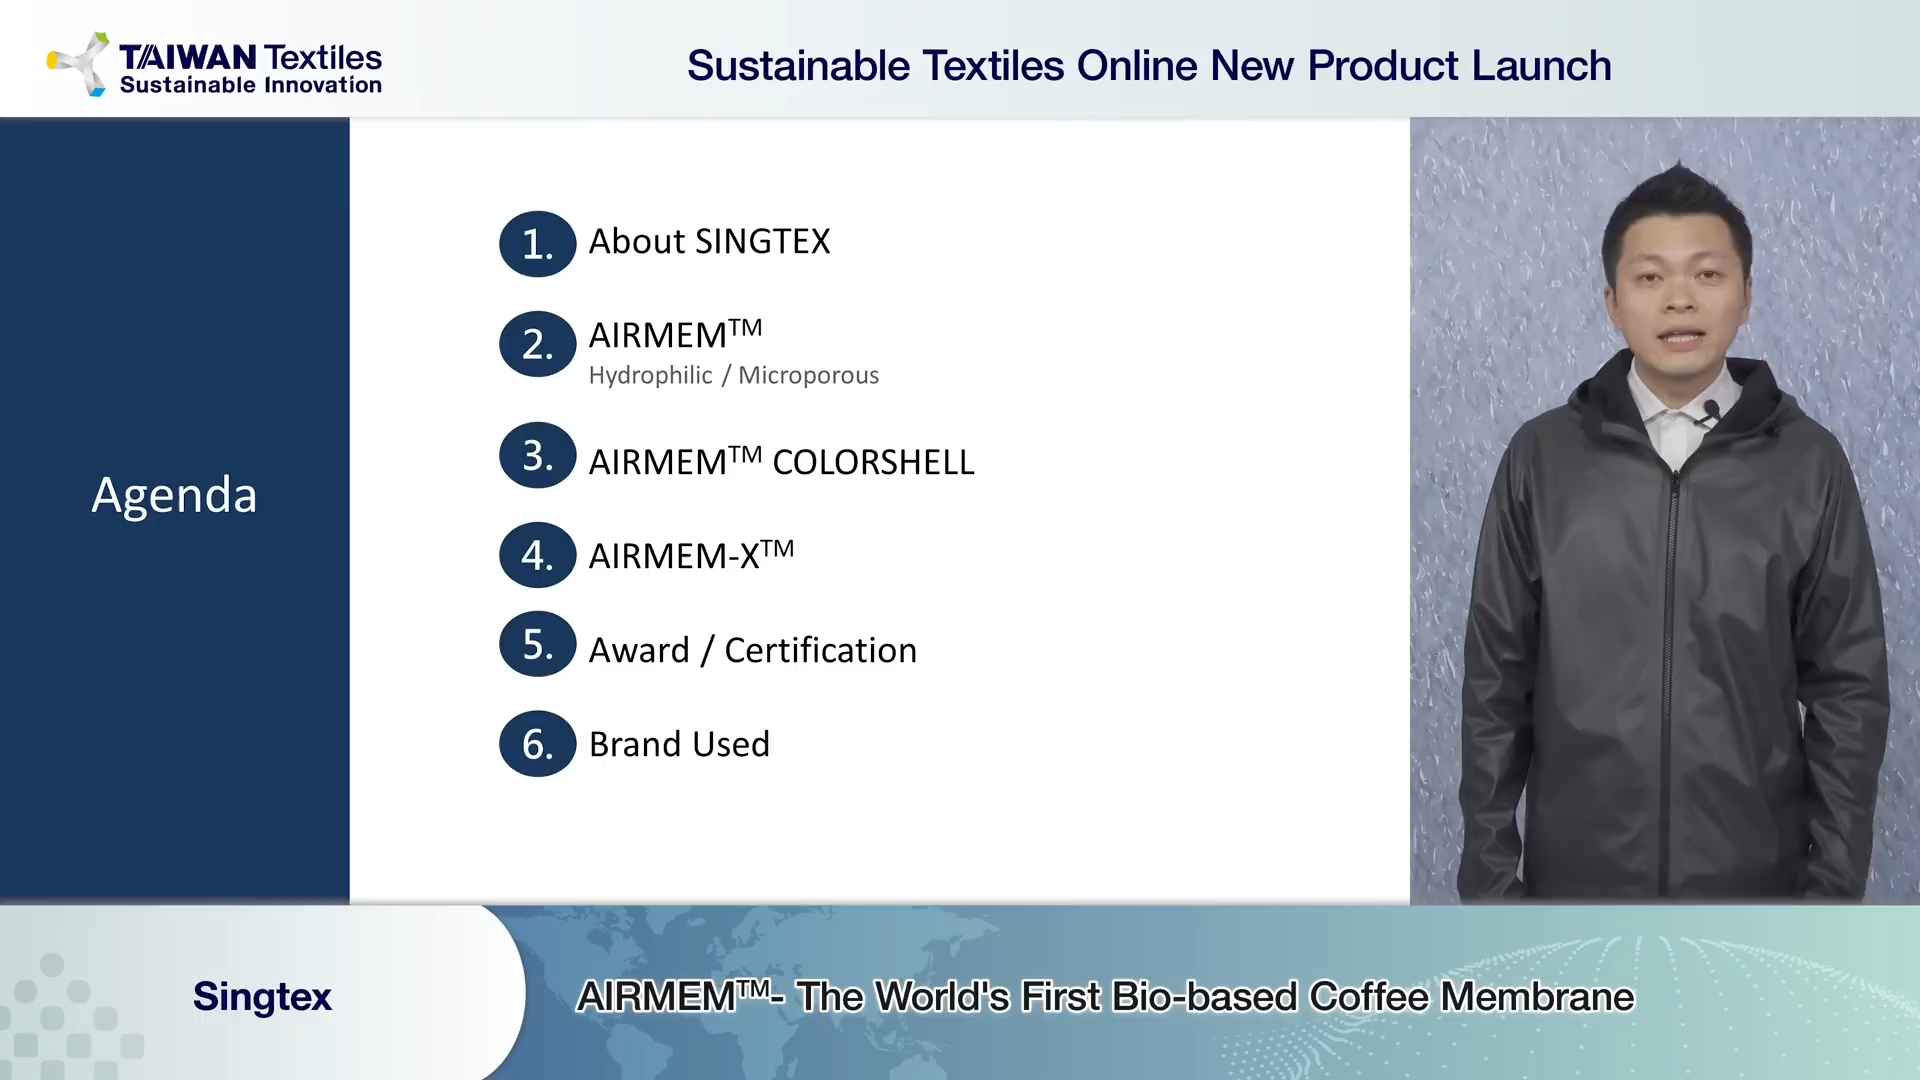 TAIWAN Textiles
Sustainable Innovation
Sustainable Textiles Online New Product Launch
Agenda
1. About SINGTEX
2. AIRMEM™
Hydrophilic / Microporous
3. AIRMEM™ COLORSHELL
4. AIRMEM-X™
5. Award / Certification
6. Brand Used
Singtex
AIRMEM™- The World's First Bio-based Coffee Membrane